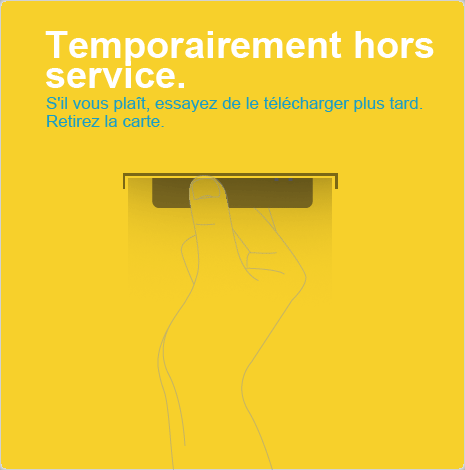 Temporairement hors
service.
S'il vous plaît, essayez de le télécharger plus tard.
Retirez la carte.